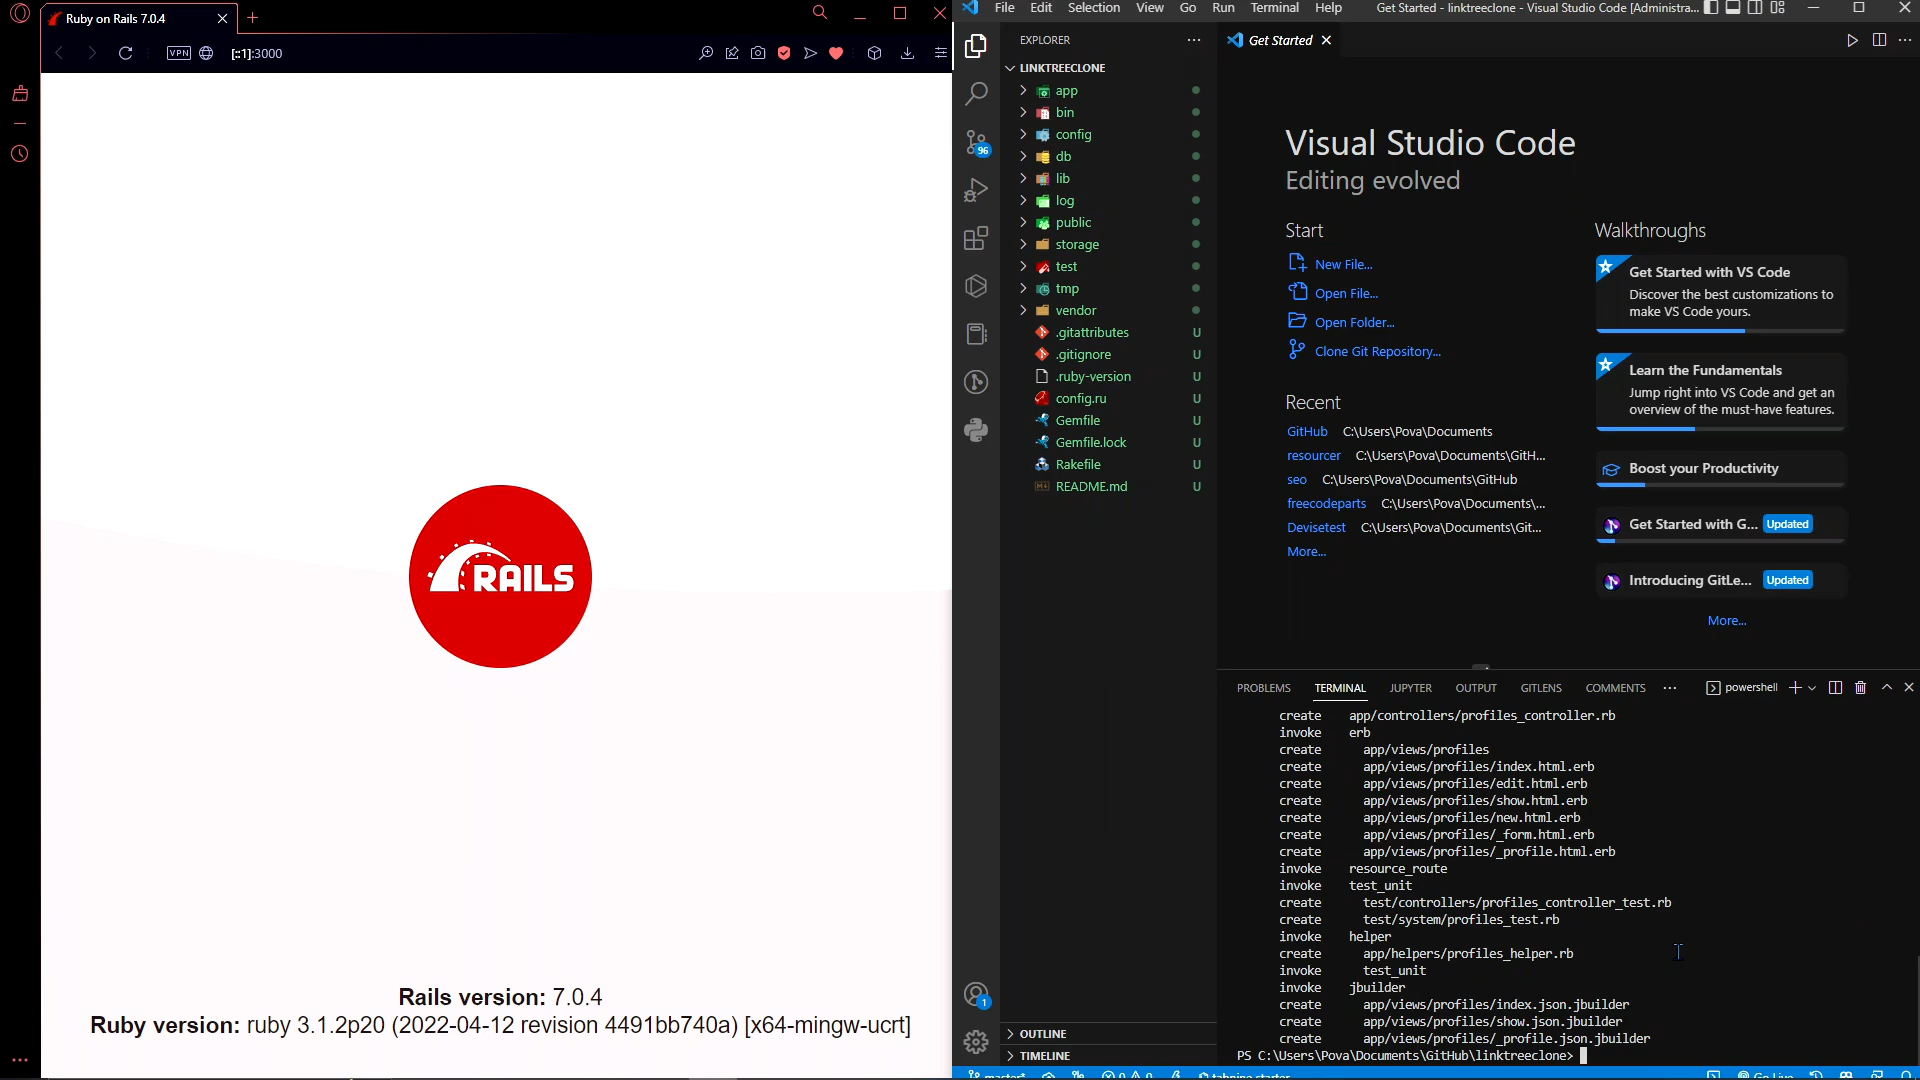 Ruby on Rails 7.0.4
VPN
[::1]:3000
RAILS
Rails version: 7.0.4
Ruby version: ruby 3.1.2p20 (2022-04-12 revision 4491bb740a) [x64-mingw-ucrt]
File Edit Selection View Go Run Terminal Help
Get Started - linktreeclone - Visual Studio Code [Administra...
EXPLORER
LINKTREECLONE
app
bin
config
db
lib
log
public
storage
test
tmp
vendor
.gitattributes U
.gitignore U
.ruby-version U
config.ru U
Gemfile U
Gemfile.lock U
Rakefile U
README.md U
OUTLINE
TIMELINE
96
1
Get Started
Visual Studio Code
Editing evolved
Start
New File...
Open File...
Open Folder...
Clone Git Repository...
Recent
GitHub C:\Users\Pova\Documents
resourcer C:\Users\Pova\Documents\GitH...
seo C:\Users\Pova\Documents\GitHub
freecodeparts C:\Users\Pova\Documents\...
Devisetest C:\Users\Pova\Documents\Git...
More...
Walkthroughs
Get Started with VS Code
Discover the best customizations to
make VS Code yours.
Learn the Fundamentals
Jump right into VS Code and get an
overview of the must-have features.
Boost your Productivity
Get Started with G... Updated
Introducing GitLe... Updated
More...
PROBLEMS TERMINAL JUPYTER OUTPUT GITLENS COMMENTS
powershell
create app/controllers/profiles_controller.rb
invoke erb
create app/views/profiles
create app/views/profiles/index.html.erb
create app/views/profiles/edit.html.erb
create app/views/profiles/show.html.erb
create app/views/profiles/new.html.erb
create app/views/profiles/_form.html.erb
create app/views/profiles/_profile.html.erb
invoke resource_route
invoke test_unit
create test/controllers/profiles_controller_test.rb
create test/system/profiles_test.rb
invoke helper
create app/helpers/profiles_helper.rb
invoke test_unit
invoke jbuilder
create app/views/profiles/index.json.jbuilder
create app/views/profiles/show.json.jbuilder
create app/views/profiles/_profile.json.jbuilder
PS C:\Users\Pova\Documents\GitHub\linktreeclone>
master* 0 0 tabnine starter Go Live